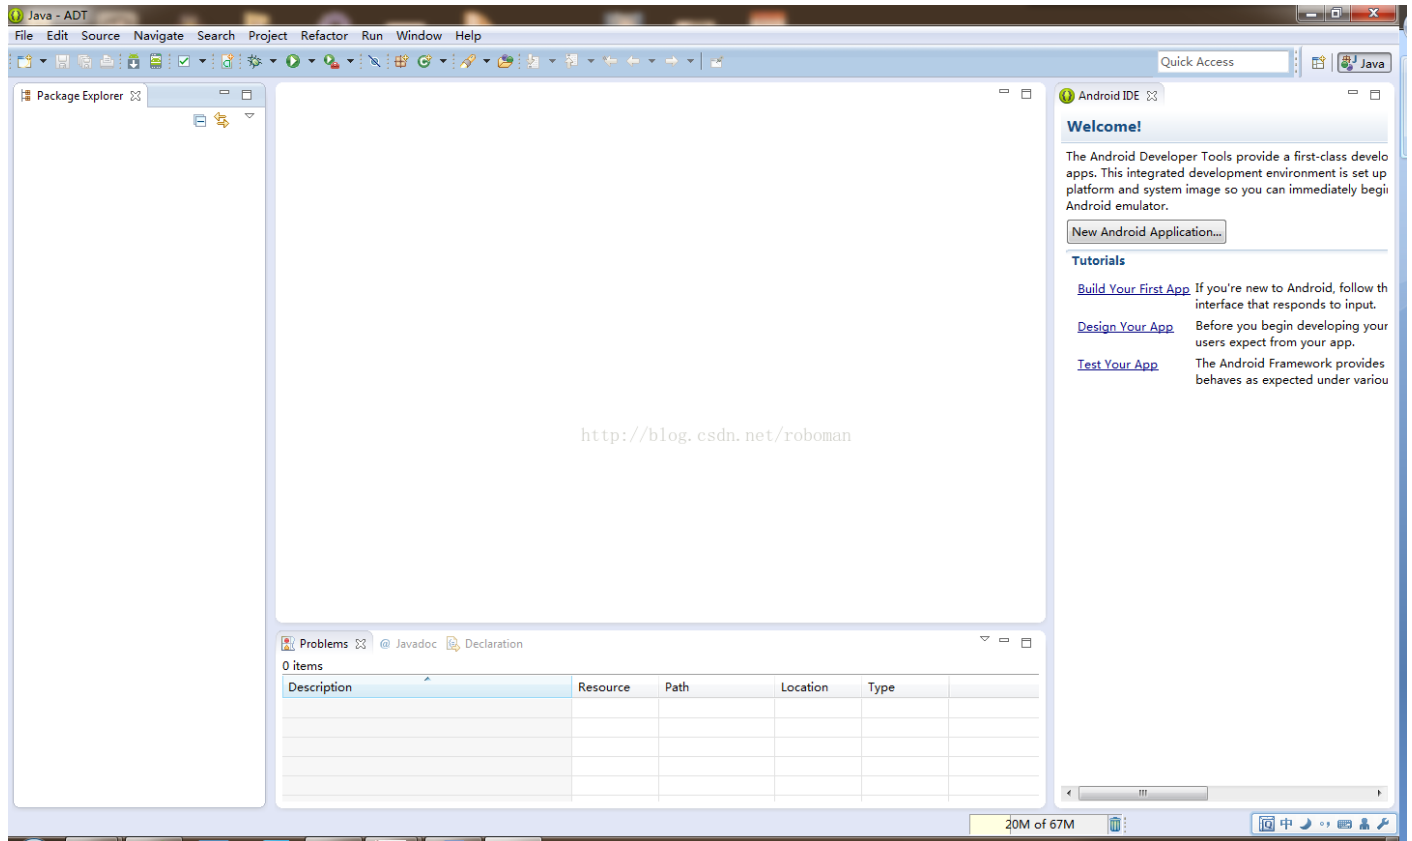 Java - ADT
File Edit Source Navigate Search Project Refactor Run Window Help
Quick Access
Java
Package Explorer
Android IDE
Welcome!
The Android Developer Tools provide a first-class develo
apps. This integrated development environment is set up
platform and system image so you can immediately begi
Android emulator.
New Android Application...
Tutorials
Build Your First App If you're new to Android, follow th
interface that responds to input.
Design Your App Before you begin developing your
users expect from your app.
Test Your App The Android Framework provides
behaves as expected under variou
http://blog.csdn.net/roboman
Problems @ Javadoc Declaration
0 items
Description Resource Path Location Type
20M of 67M
中